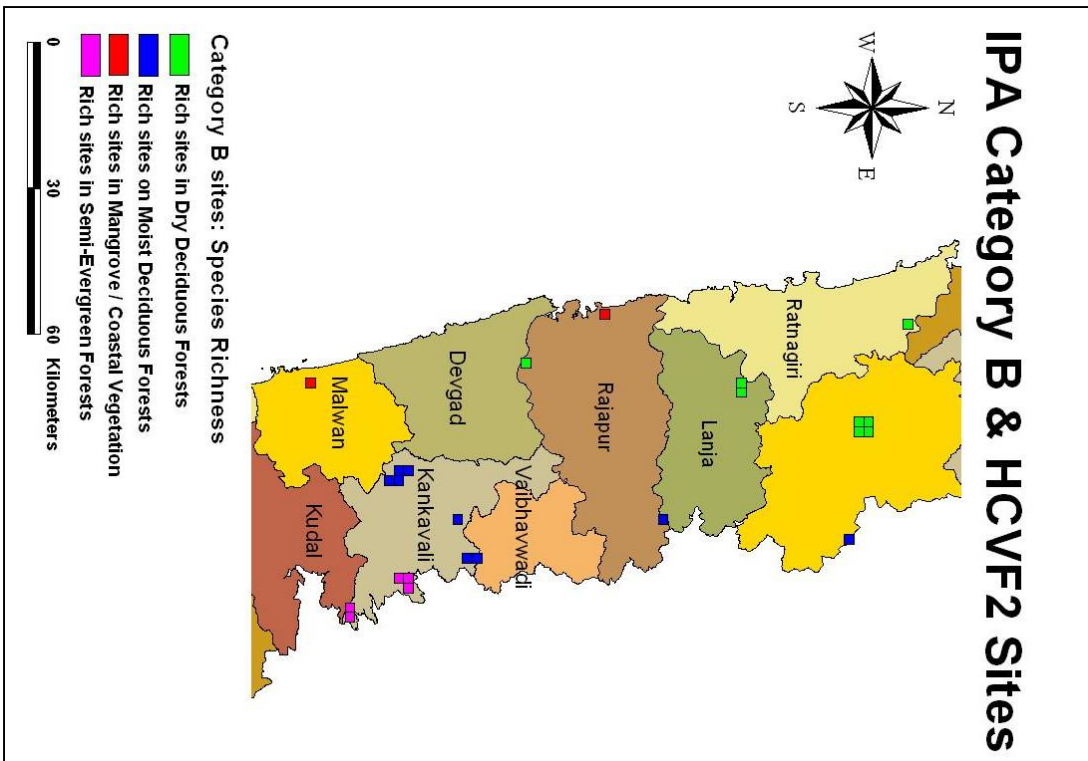 IPA Category B & HCVF2 Sites
N
W
E
S
Ratnagiri
Lanja
Rajapur
Vaibhavwadi
Devgad
Kankavali
Malwan
Kudal
Category B sites: Species Richness
Rich sites in Dry Deciduous Forests
Rich sites on Moist Deciduous Forests
Rich sites in Mangrove / Coastal Vegetation
Rich sites in Semi-Evergreen Forests
0 30 60 Kilometers